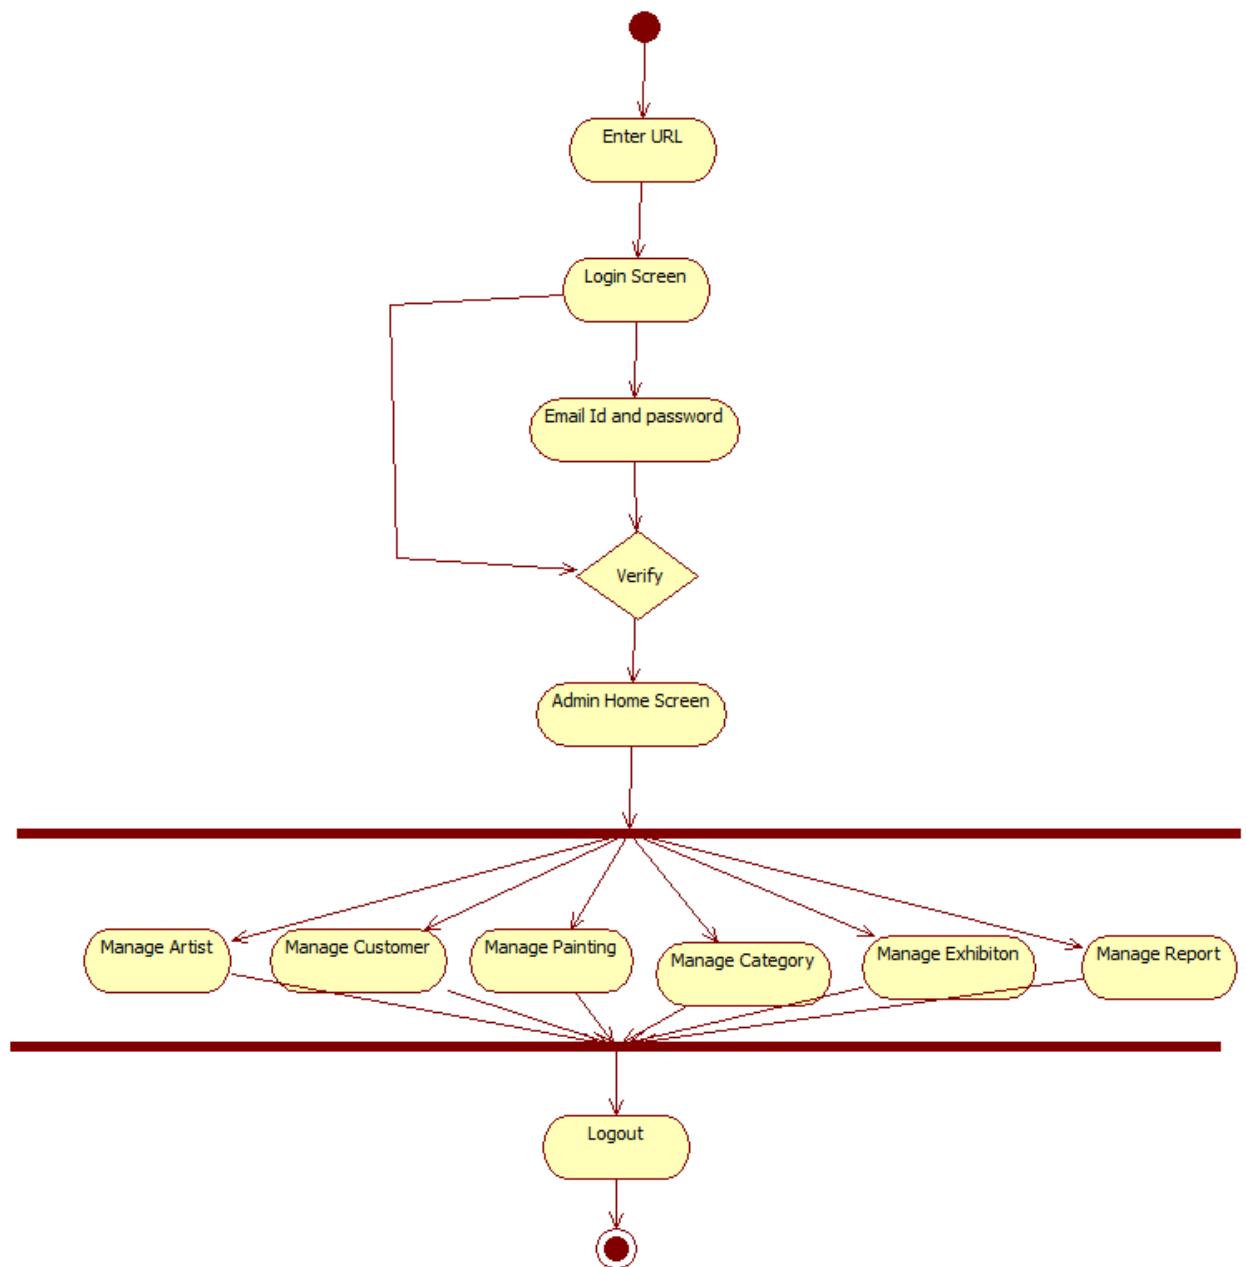 Enter URL
Login Screen
Email Id and password
Verify
Admin Home Screen
Manage Artist
Manage Customer
Manage Painting
Manage Category
Manage Exhibiton
Manage Report
Logout